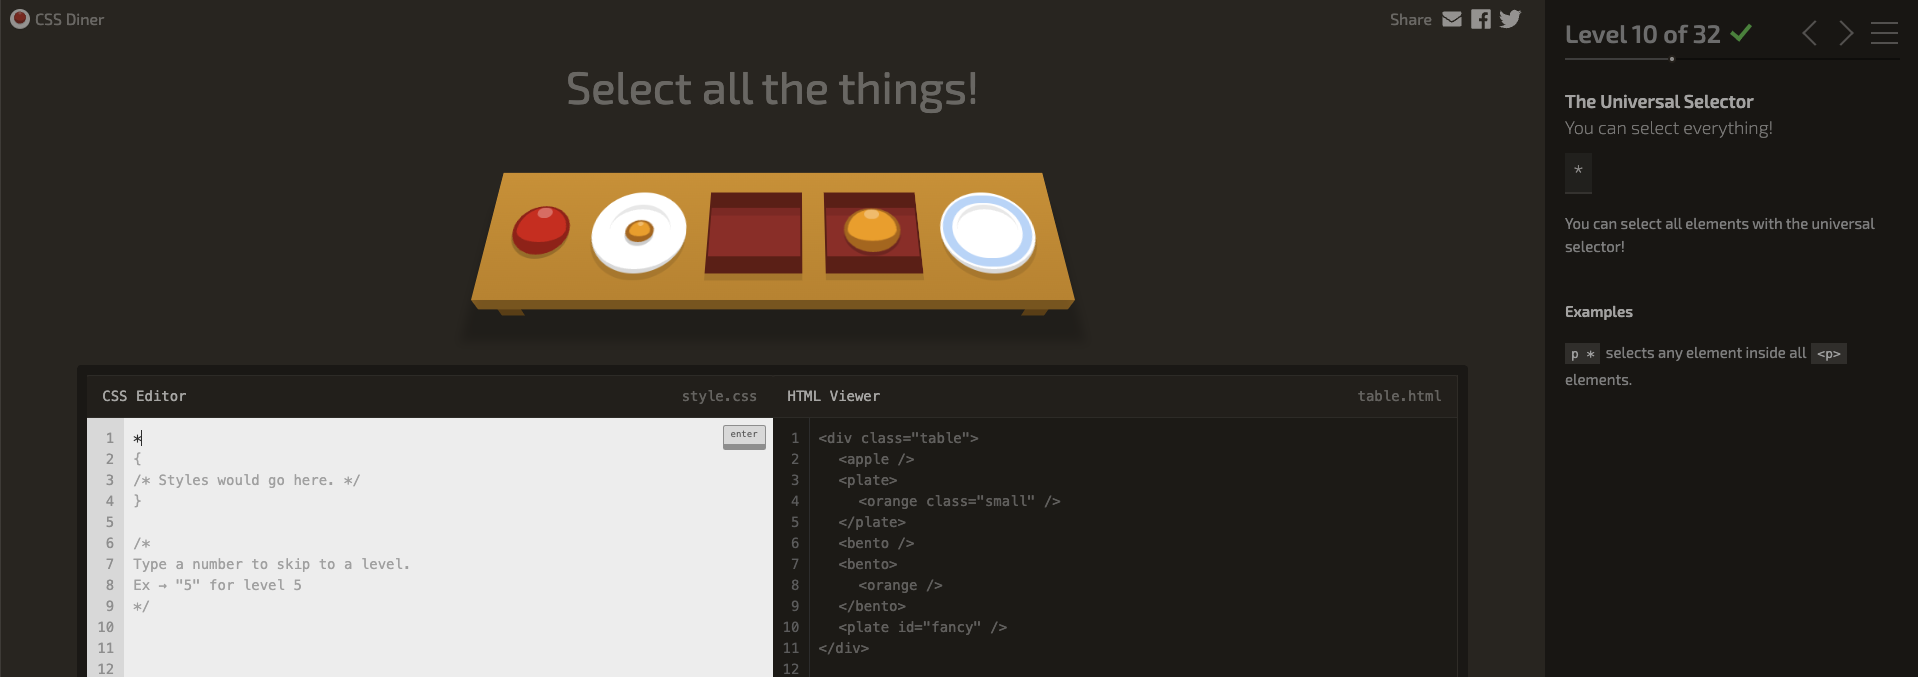 CSS Diner
Share
Select all the things!
CSS Editor
style.css
1 *
2 {
3 /* Styles would go here. */
4 }
5
6 /*
7 Type a number to skip to a level.
8 Ex → "5" for level 5
9 */
10
11
12
enter
HTML Viewer
table.html
1 <div class="table">
2 <apple />
3 <plate>
4 <orange class="small" />
5 </plate>
6 <bento />
7 <bento>
8 <orange />
9 </bento>
10 <plate id="fancy" />
11 </div>
12
Level 10 of 32
The Universal Selector
You can select everything!
*
You can select all elements with the universal
selector!
Examples
p * selects any element inside all <p>
elements.